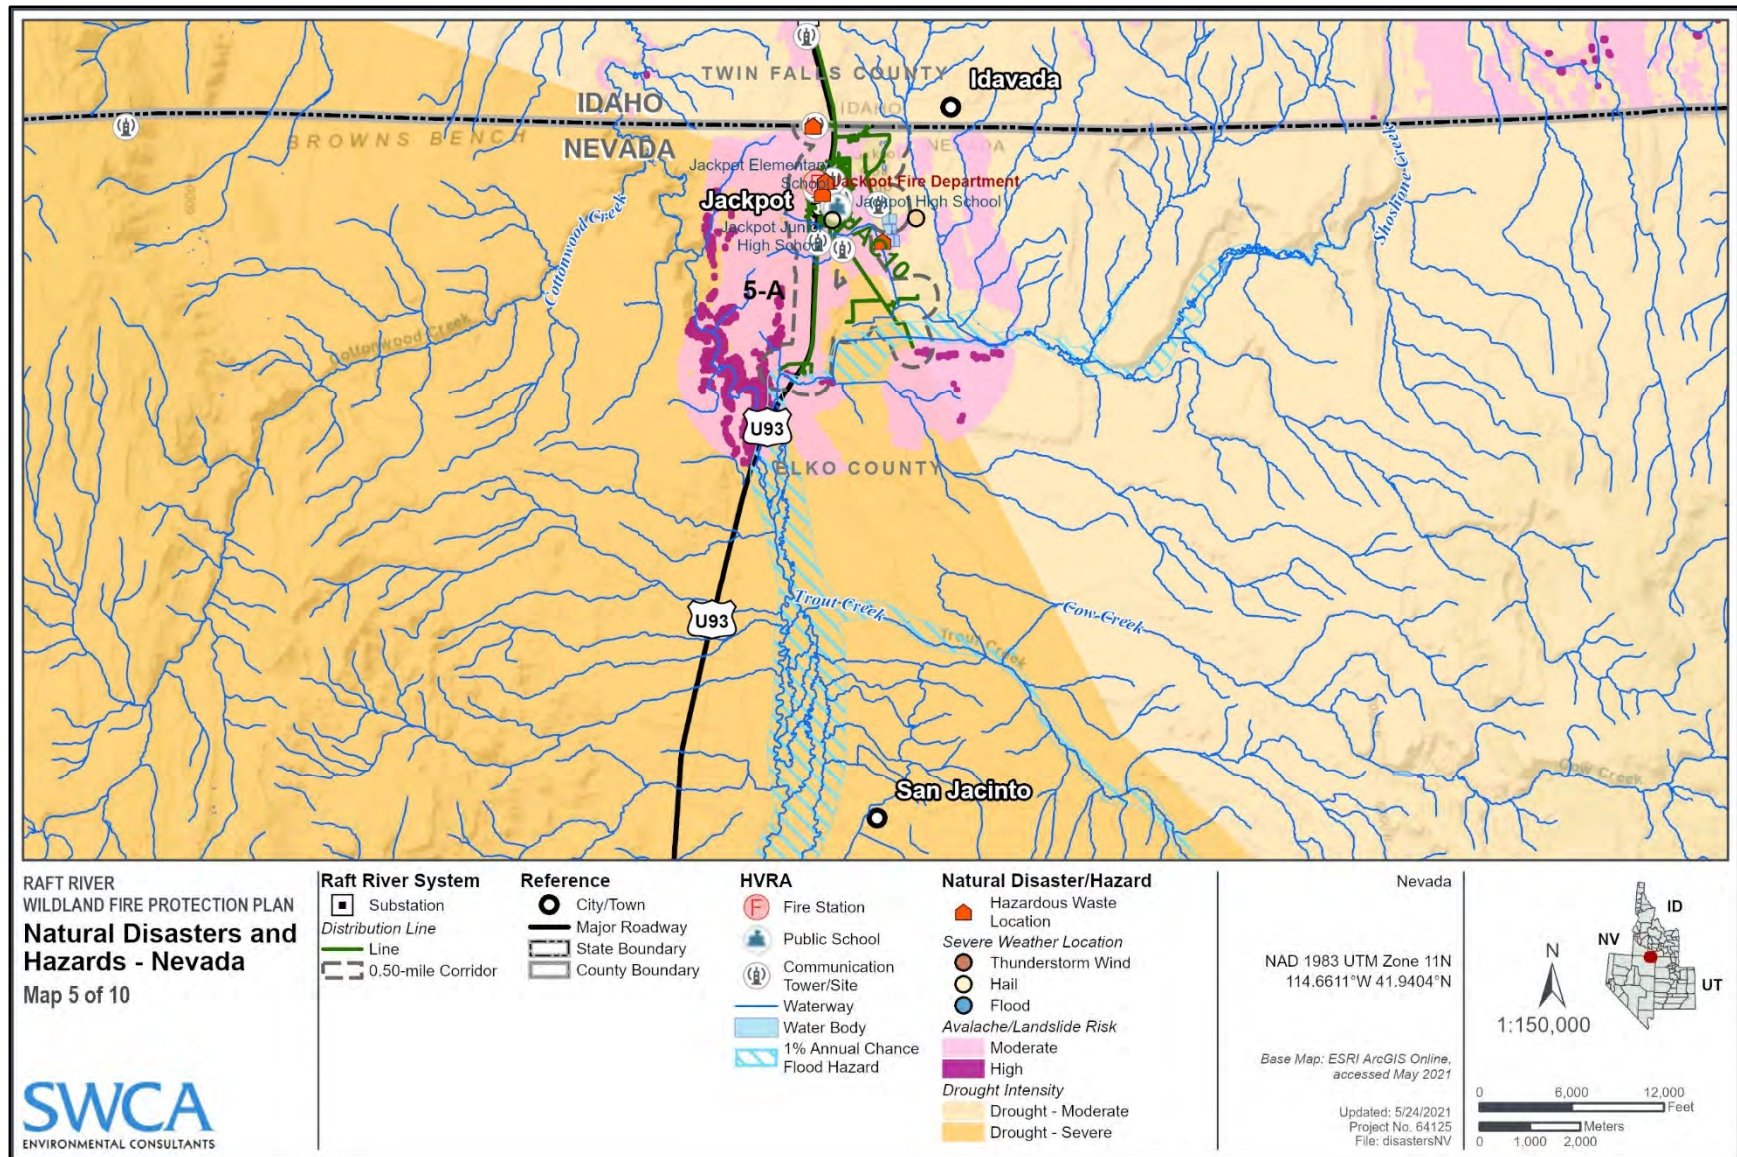 TWIN FALLS COUNTY
Idavada
IDAHO
IDAHO
BROWNS BENCH
NEVADA
NEVADA
Jackpot Elementary
School
Jackpot Fire Department
Jackpot
Jackpot High School
Jackpot Junior
High School
JAC10
5-A
Cottonwood Creek
Cottonwood Creek
Shoshone Creek
U93
ELKO COUNTY
U93
Trout Creek
Trout Creek
Cow Creek
Cow Creek
San Jacinto
RAFT RIVER
WILDLAND FIRE PROTECTION PLAN
Natural Disasters and
Hazards - Nevada
Map 5 of 10
SWCA
ENVIRONMENTAL CONSULTANTS
Raft River System
Substation
Distribution Line
Line
0.50-mile Corridor
Reference
City/Town
Major Roadway
State Boundary
County Boundary
HVRA
F Fire Station
Public School
Communication
Tower/Site
Waterway
Water Body
1% Annual Chance
Flood Hazard
Natural Disaster/Hazard
Hazardous Waste
Location
Severe Weather Location
Thunderstorm Wind
Hail
Flood
Avalache/Landslide Risk
Moderate
High
Drought Intensity
Drought - Moderate
Drought - Severe
Nevada
NAD 1983 UTM Zone 11N
114.6611°W 41.9404°N
Base Map: ESRI ArcGIS Online,
accessed May 2021
Updated: 5/24/2021
Project No. 64125
File: disastersNV
ID
NV
UT
N
1:150,000
0 6,000 12,000
Feet
Meters
0 1,000 2,000